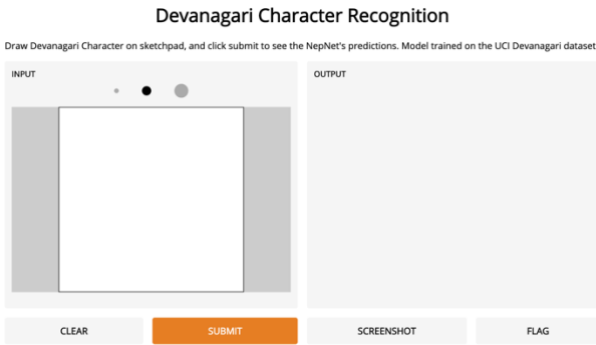 Devanagari Character Recognition
Draw Devanagari Character on sketchpad, and click submit to see the NepNet's predictions. Model trained on the UCI Devanagari dataset
INPUT
OUTPUT
CLEAR
SUBMIT
SCREENSHOT
FLAG